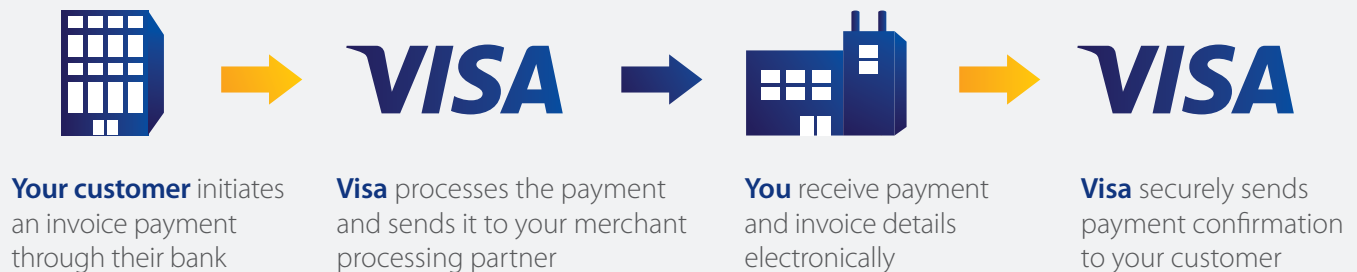 VISA
VISA
Your customer initiates
an invoice payment
through their bank
Visa processes the payment
and sends it to your merchant
processing partner
You receive payment
and invoice details
electronically
Visa securely sends
payment confirmation
to your customer